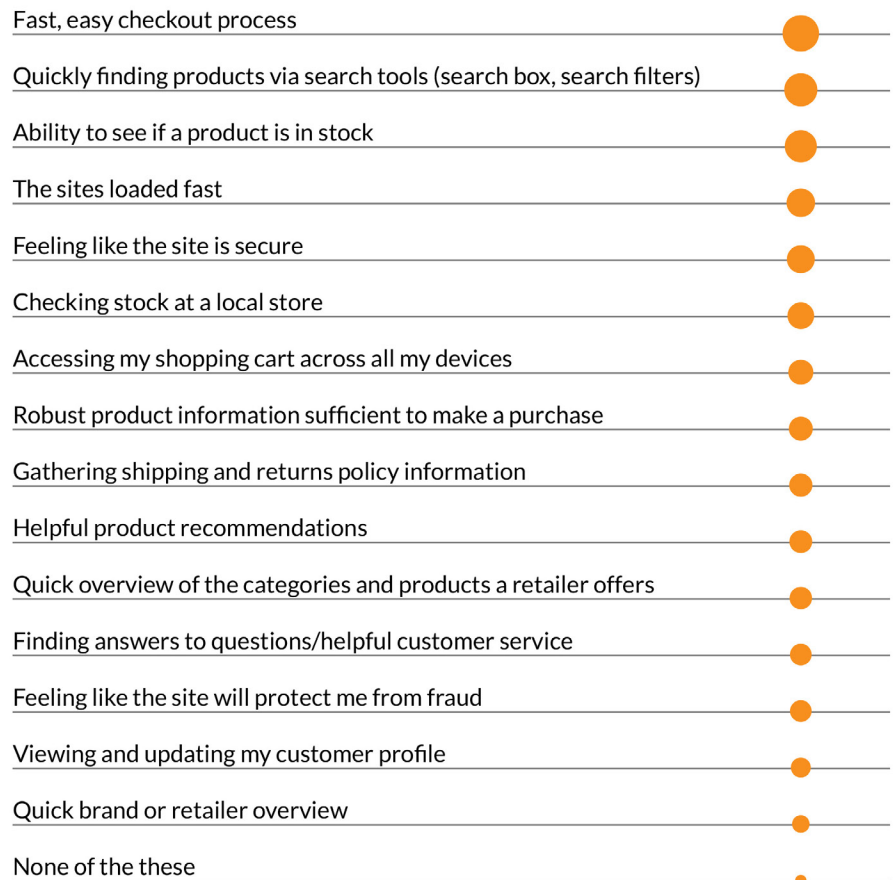 Fast, easy checkout process
Quickly finding products via search tools (search box, search filters)
Ability to see if a product is in stock
The sites loaded fast
Feeling like the site is secure
Checking stock at a local store
Accessing my shopping cart across all my devices
Robust product information sufficient to make a purchase
Gathering shipping and returns policy information
Helpful product recommendations
Quick overview of the categories and products a retailer offers
Finding answers to questions/helpful customer service
Feeling like the site will protect me from fraud
Viewing and updating my customer profile
Quick brand or retailer overview
None of the these